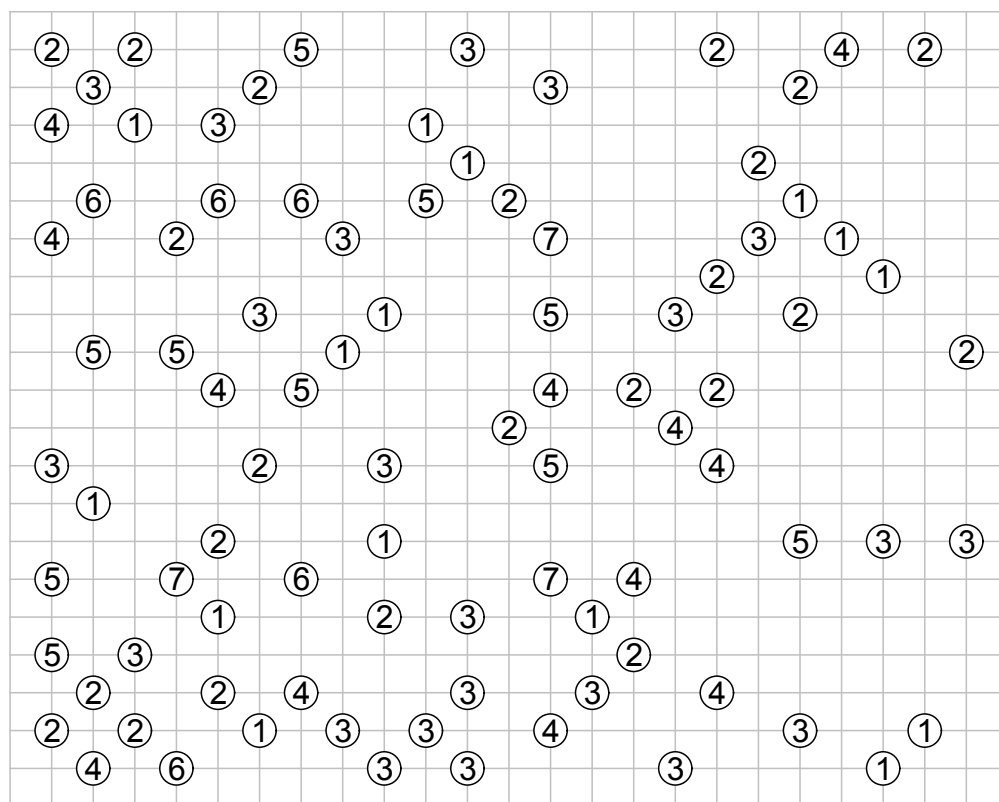 2 2 5 3 2 4 2
3 2 3 2
4 1 3 1
1 2
6 6 6 5 2 1
4 2 3 7 3 1
2 1
3 1 5 3 2
5 5 1 2
4 5 4 2 2
2 4
3 2 3 5 4
1
2 1 5 3 3
5 7 6 7 4
1 2 3 1
5 3 2
2 2 4 3 3 4
2 2 1 3 3 4 3 1
4 6 3 3 3 1